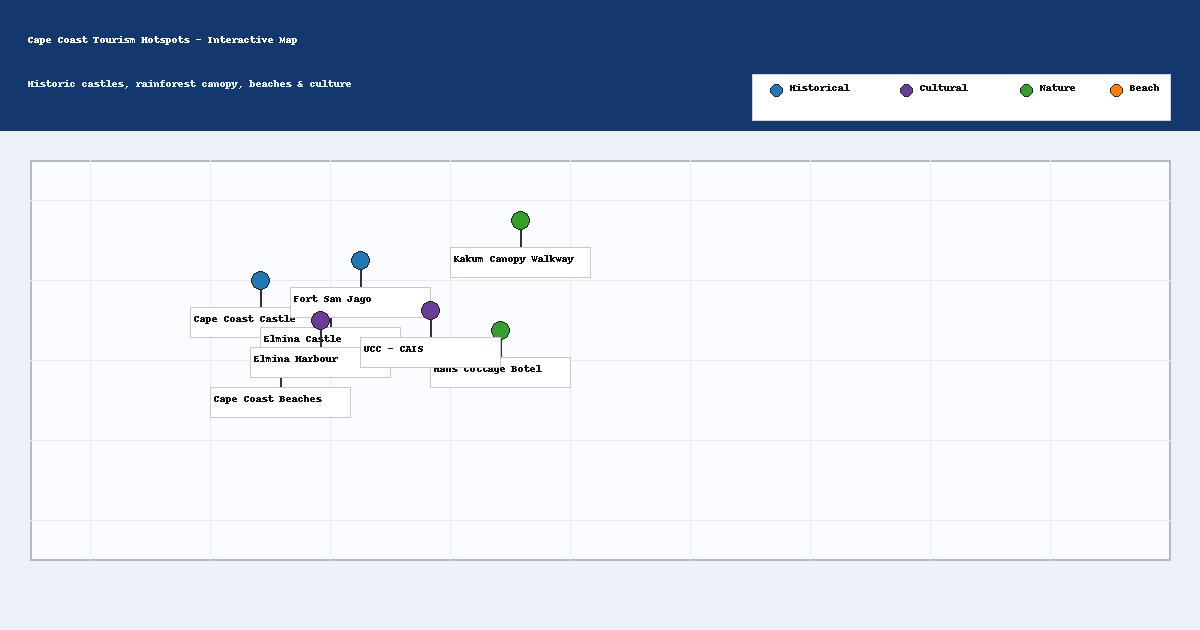 Cape Coast Tourism Hotspots - Interactive Map
Historic castles, rainforest canopy, beaches & culture
Historical
Cultural
Nature
Beach
Kakum Canopy Walkway
Fort San Jago
Cape Coast Castle
Elmina Castle
UCC - CAIS
Elmina Harbour
Hans Cottage Botel
Cape Coast Beaches